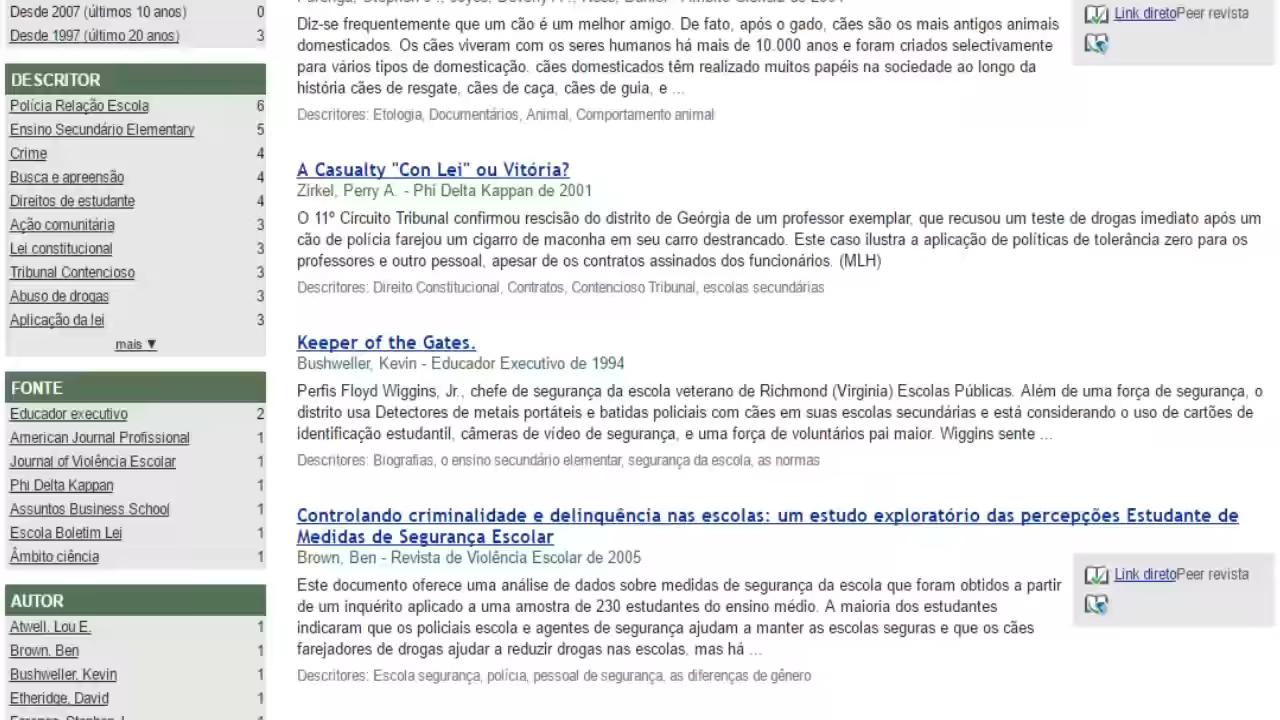 Desde 2007 (últimos 10 anos) 0
Desde 1997 (último 20 anos) 3
DESCRITOR
Polícia Relação Escola 6
Ensino Secundário Elementary 5
Crime 4
Busca e apreensão 4
Direitos de estudante 4
Ação comunitária 3
Lei constitucional 3
Tribunal Contencioso 3
Abuso de drogas 3
Aplicação da lei 3
mais ▼
FONTE
Educador executivo 2
American Journal Profissional 1
Journal of Violência Escolar 1
Phi Delta Kappan 1
Assuntos Business School 1
Escola Boletim Lei 1
Âmbito ciência 1
AUTOR
Atwell, Lou E. 1
Brown, Ben 1
Bushweller, Kevin 1
Etheridge, David 1
Diz-se frequentemente que um cão é um melhor amigo. De fato, após o gado, cães são os mais antigos animais
domesticados. Os cães viveram com os seres humanos há mais de 10.000 anos e foram criados selectivamente
para vários tipos de domesticação. cães domesticados têm realizado muitos papéis na sociedade ao longo da
história cães de resgate, cães de caça, cães de guia, e ...
Descritores: Etologia, Documentários, Animal, Comportamento animal
Link diretoPeer revista
A Casualty "Con Lei" ou Vitória?
Zirkel, Perry A. - Phi Delta Kappan de 2001
O 11º Circuito Tribunal confirmou rescisão do distrito de Geórgia de um professor exemplar, que recusou um teste de drogas imediato após um
cão de polícia farejou um cigarro de maconha em seu carro destrancado. Este caso ilustra a aplicação de políticas de tolerância zero para os
professores e outro pessoal, apesar de os contratos assinados dos funcionários. (MLH)
Descritores: Direito Constitucional, Contratos, Contencioso Tribunal, escolas secundárias
Keeper of the Gates.
Bushweller, Kevin - Educador Executivo de 1994
Perfis Floyd Wiggins, Jr., chefe de segurança da escola veterano de Richmond (Virginia) Escolas Públicas. Além de uma força de segurança, o
distrito usa Detectores de metais portáteis e batidas policiais com cães em suas escolas secundárias e está considerando o uso de cartões de
identificação estudantil, câmeras de vídeo de segurança, e uma força de voluntários pai maior. Wiggins sente ...
Descritores: Biografias, o ensino secundário elementar, segurança da escola, as normas
Controlando criminalidade e delinquência nas escolas: um estudo exploratório das percepções Estudante de
Medidas de Segurança Escolar
Brown, Ben - Revista de Violência Escolar de 2005
Este documento oferece uma análise de dados sobre medidas de segurança da escola que foram obtidos a partir
de um inquérito aplicado a uma amostra de 230 estudantes do ensino médio. A maioria dos estudantes
indicaram que os policiais escola e agentes de segurança ajudam a manter as escolas seguras e que os cães
farejadores de drogas ajudar a reduzir drogas nas escolas, mas há ...
Descritores: Escola segurança, polícia, pessoal de segurança, as diferenças de gênero
Link diretoPeer revista